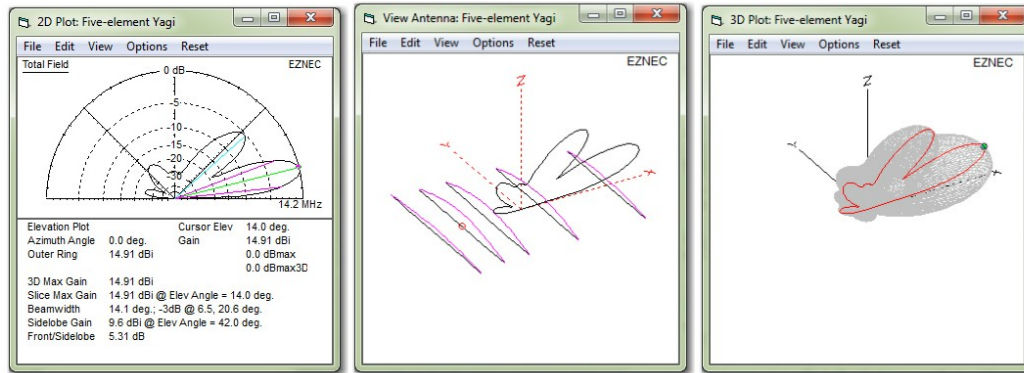 2D Plot: Five-element Yagi
File Edit View Options Reset
Total Field
EZNEC
0 dB
-5
-10
-15
-20
-30
14.2 MHz
Elevation Plot
Azimuth Angle 0.0 deg.
Outer Ring 14.91 dBi
Cursor Elev 14.0 deg.
Gain 14.91 dBi
0.0 dBmax
0.0 dBmax3D
3D Max Gain 14.91 dBi
Slice Max Gain 14.91 dBi @ Elev Angle = 14.0 deg.
Beamwidth 14.1 deg.; -3dB @ 6.5, 20.6 deg.
Sidelobe Gain 9.6 dBi @ Elev Angle = 42.0 deg.
Front/Sidelobe 5.31 dB
View Antenna: Five-element Yagi
File Edit View Options Reset
EZNEC
Z
Y
X
3D Plot: Five-element Yagi
File Edit View Options Reset
EZNEC
Z
Y
X